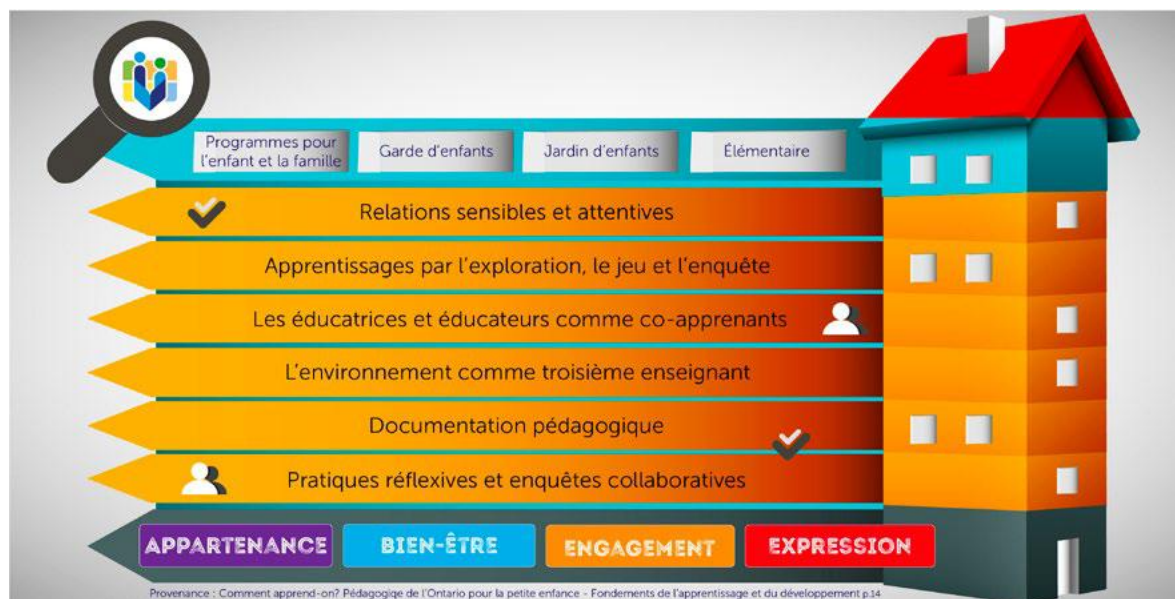 Programmes pour
l'enfant et la famille
Garde d'enfants
Jardin d'enfants
Élémentaire
Relations sensibles et attentives
Apprentissages par l'exploration, le jeu et l'enquête
Les éducatrices et éducateurs comme co-apprenants
L'environnement comme troisième enseignant
Documentation pédagogique
Pratiques réflexives et enquêtes collaboratives
APPARTENANCE
BIEN-ÊTRE
ENGAGEMENT
EXPRESSION
Provenance : Comment apprend-on? Pédagogiqe de l'Ontario pour la petite enfance - Fondements de l'apprentissage et du développement p.14